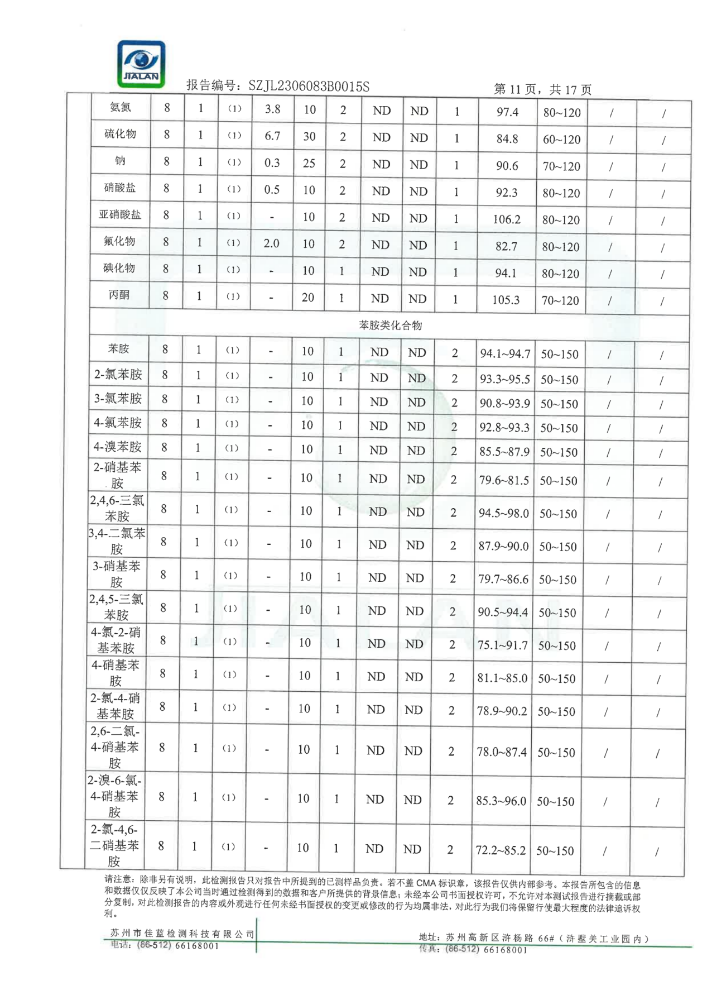 JIALAN
报告编号：SZJL2306083B0015S
第 11 页，共 17 页
氨氮 8 1 （1） 3.8 10 2 ND ND 1 97.4 80~120 / /
硫化物 8 1 （1） 6.7 30 2 ND ND 1 84.8 60~120 / /
钠 8 1 （1） 0.3 25 2 ND ND 1 90.6 70~120 / /
硝酸盐 8 1 （1） 0.5 10 2 ND ND 1 92.3 80~120 / /
亚硝酸盐 8 1 （1） - 10 2 ND ND 1 106.2 80~120 / /
氟化物 8 1 （1） 2.0 10 2 ND ND 1 82.7 80~120 / /
碘化物 8 1 （1） - 10 1 ND ND 1 94.1 80~120 / /
丙酮 8 1 （1） - 20 1 ND ND 1 105.3 70~120 / /
苯胺类化合物
苯胺 8 1 （1） - 10 1 ND ND 2 94.1~94.7 50~150 / /
2-氯苯胺 8 1 （1） - 10 1 ND ND 2 93.3~95.5 50~150 / /
3-氯苯胺 8 1 （1） - 10 1 ND ND 2 90.8~93.9 50~150 / /
4-氯苯胺 8 1 （1） - 10 1 ND ND 2 92.8~93.3 50~150 / /
4-溴苯胺 8 1 （1） - 10 1 ND ND 2 85.5~87.9 50~150 / /
2-硝基苯
胺 8 1 （1） - 10 1 ND ND 2 79.6~81.5 50~150 / /
2,4,6-三氯
苯胺 8 1 （1） - 10 1 ND ND 2 94.5~98.0 50~150 / /
3,4-二氯苯
胺 8 1 （1） - 10 1 ND ND 2 87.9~90.0 50~150 / /
3-硝基苯
胺 8 1 （1） - 10 1 ND ND 2 79.7~86.6 50~150 / /
2,4,5-三氯
苯胺 8 1 （1） - 10 1 ND ND 2 90.5~94.4 50~150 / /
4-氯-2-硝
基苯胺 8 1 （1） - 10 1 ND ND 2 75.1~91.7 50~150 / /
4-硝基苯
胺 8 1 （1） - 10 1 ND ND 2 81.1~85.0 50~150 / /
2-氯-4-硝
基苯胺 8 1 （1） - 10 1 ND ND 2 78.9~90.2 50~150 / /
2,6-二氯-
4-硝基苯 8 1 （1） - 10 1 ND ND 2 78.0~87.4 50~150 / /
胺
2-溴-6-氯-
4-硝基苯 8 1 （1） - 10 1 ND ND 2 85.3~96.0 50~150 / /
胺
2-氯-4,6-
二硝基苯 8 1 （1） - 10 1 ND ND 2 72.2~85.2 50~150 / /
胺
JIALAN
请注意：除非另有说明，此检测报告只对报告中所提到的已测样品负责。若不盖 CMA 标识章，该报告仅供内部参考。本报告所包含的信息
和数据仅仅反映了本公司当时通过检测得到的数据和客户所提供的背景信息；未经本公司书面授权许可，不允许对本测试报告进行摘截或部
分复制，对此检测报告的内容或外观进行任何未经书面授权的变更或修改的行为均属非法，对此行为我们将保留行使最大程度的法律追诉权
利。
苏州市佳蓝检测科技有限公司
电话：(86-512) 66168001
地址：苏州高新区浒杨路 66#（浒墅关工业园内）
传真：(86-512) 66168001